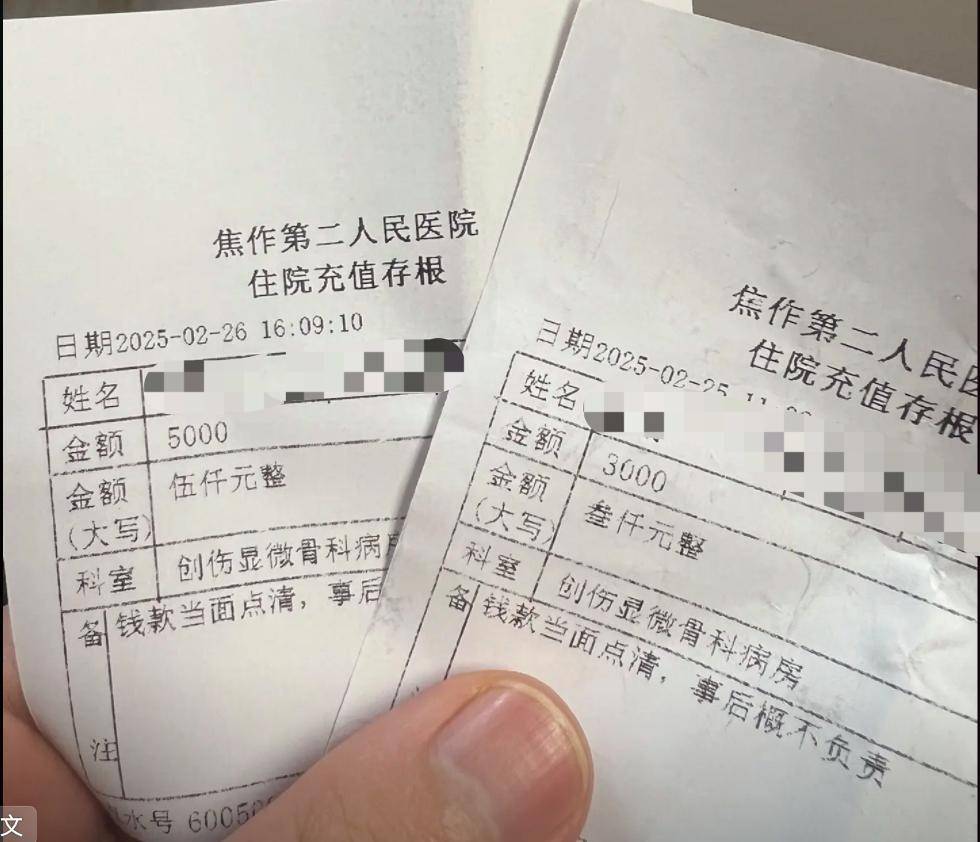 焦作第二人民医院
住院充值存根
日期2025-02-26 16:09:10
姓名
金额 5000
金额(大写) 伍仟元整
科室 创伤显微骨科病
备注 钱款当面点清，事后
水号 6005
焦作第二人民
住院充值存根
日期2025-02-25 11
姓名
金额 3000
金额(大写) 叁仟元整
科室 创伤显微骨科病房
备 钱款当面点清，事后概不负责
文